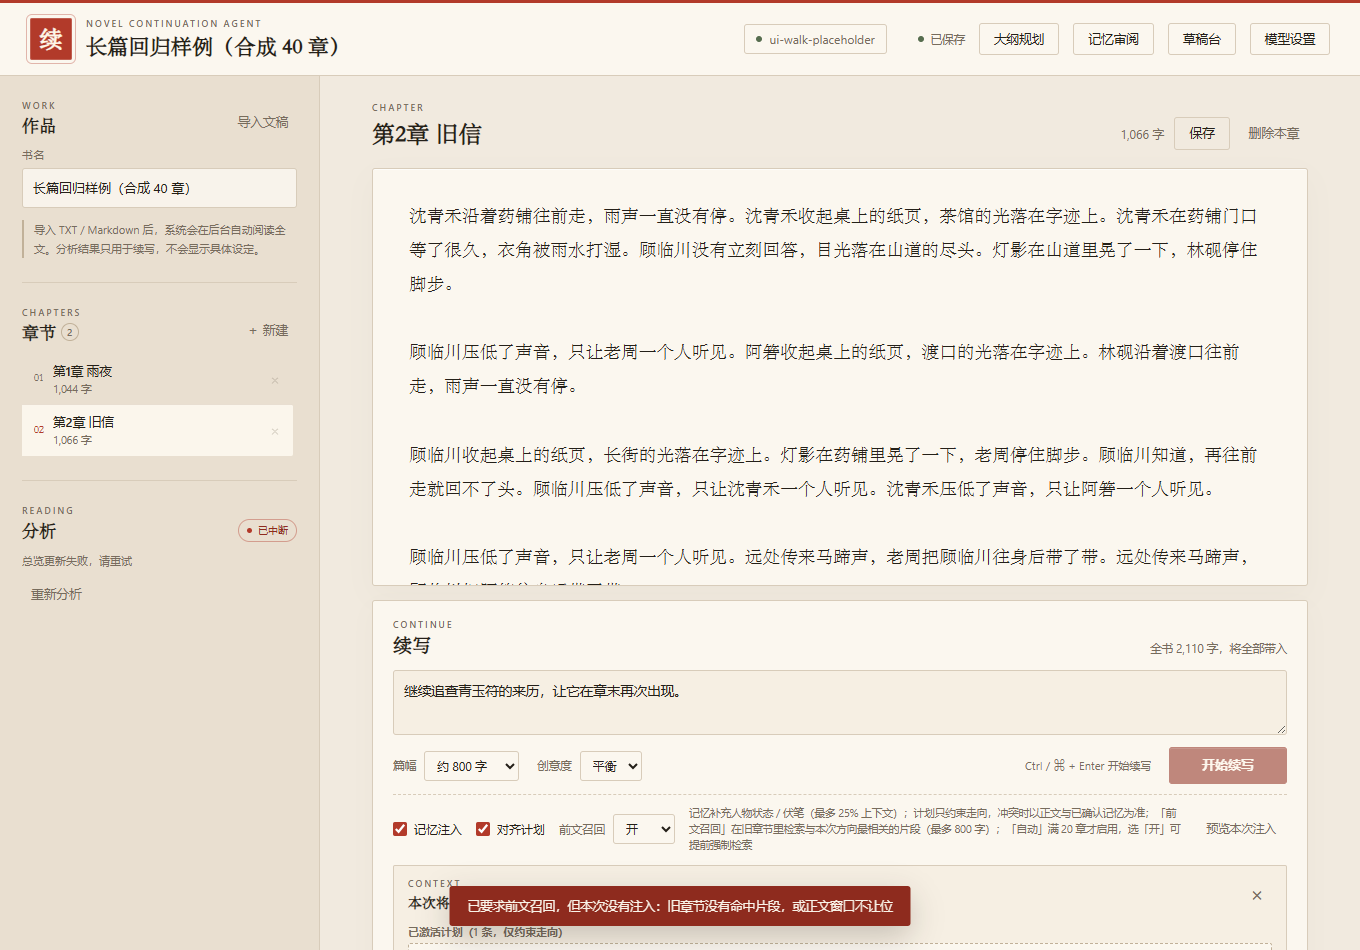 续
NOVEL CONTINUATION AGENT
长篇回归样例（合成 40 章）
ui-walk-placeholder
已保存
大纲规划
记忆审阅
草稿台
模型设置
WORK
作品
导入文稿
书名
长篇回归样例（合成 40 章）
导入 TXT / Markdown 后，系统会在后台自动阅读全
文。分析结果只用于续写，不会显示具体设定。
CHAPTERS
章节 2
+ 新建
01 第1章 雨夜
1,044 字
×
02 第2章 旧信
1,066 字
×
READING
分析
已中断
总览更新失败，请重试
重新分析
CHAPTER
第2章 旧信
1,066 字
保存
删除本章
沈青禾沿着药铺往前走，雨声一直没有停。沈青禾收起桌上的纸页，茶馆的光落在字迹上。沈青禾在药铺门口
等了很久，衣角被雨水打湿。顾临川没有立刻回答，目光落在山道的尽头。灯影在山道里晃了一下，林砚停住
脚步。
顾临川压低了声音，只让老周一个人听见。阿箬收起桌上的纸页，渡口的光落在字迹上。林砚沿着渡口往前
走，雨声一直没有停。
顾临川收起桌上的纸页，长街的光落在字迹上。灯影在药铺里晃了一下，老周停住脚步。顾临川知道，再往前
走就回不了头。顾临川压低了声音，只让沈青禾一个人听见。沈青禾压低了声音，只让阿箬一个人听见。
顾临川压低了声音，只让老周一个人听见。远处传来马蹄声，老周把顾临川往身后带了带。远处传来马蹄声，
CONTINUE
续写
全书 2,110 字，将全部带入
继续追查青玉符的来历，让它在章末再次出现。
篇幅
约 800 字
创意度
平衡
Ctrl / ⌘ + Enter 开始续写
开始续写
记忆注入
对齐计划
前文召回
开
记忆补充人物状态 / 伏笔（最多 25% 上下文）；计划只约束走向，冲突时以正文与已确认记忆为准；「前
文召回」在旧章节里检索与本次方向最相关的片段（最多 800 字）；「自动」满 20 章才启用，选「开」可
提前强制检索
预览本次注入
CONTEXT
本次将
×
已要求前文召回，但本次没有注入：旧章节没有命中片段，或正文窗口不让位
已激活计划（1 条，仅约束走向）